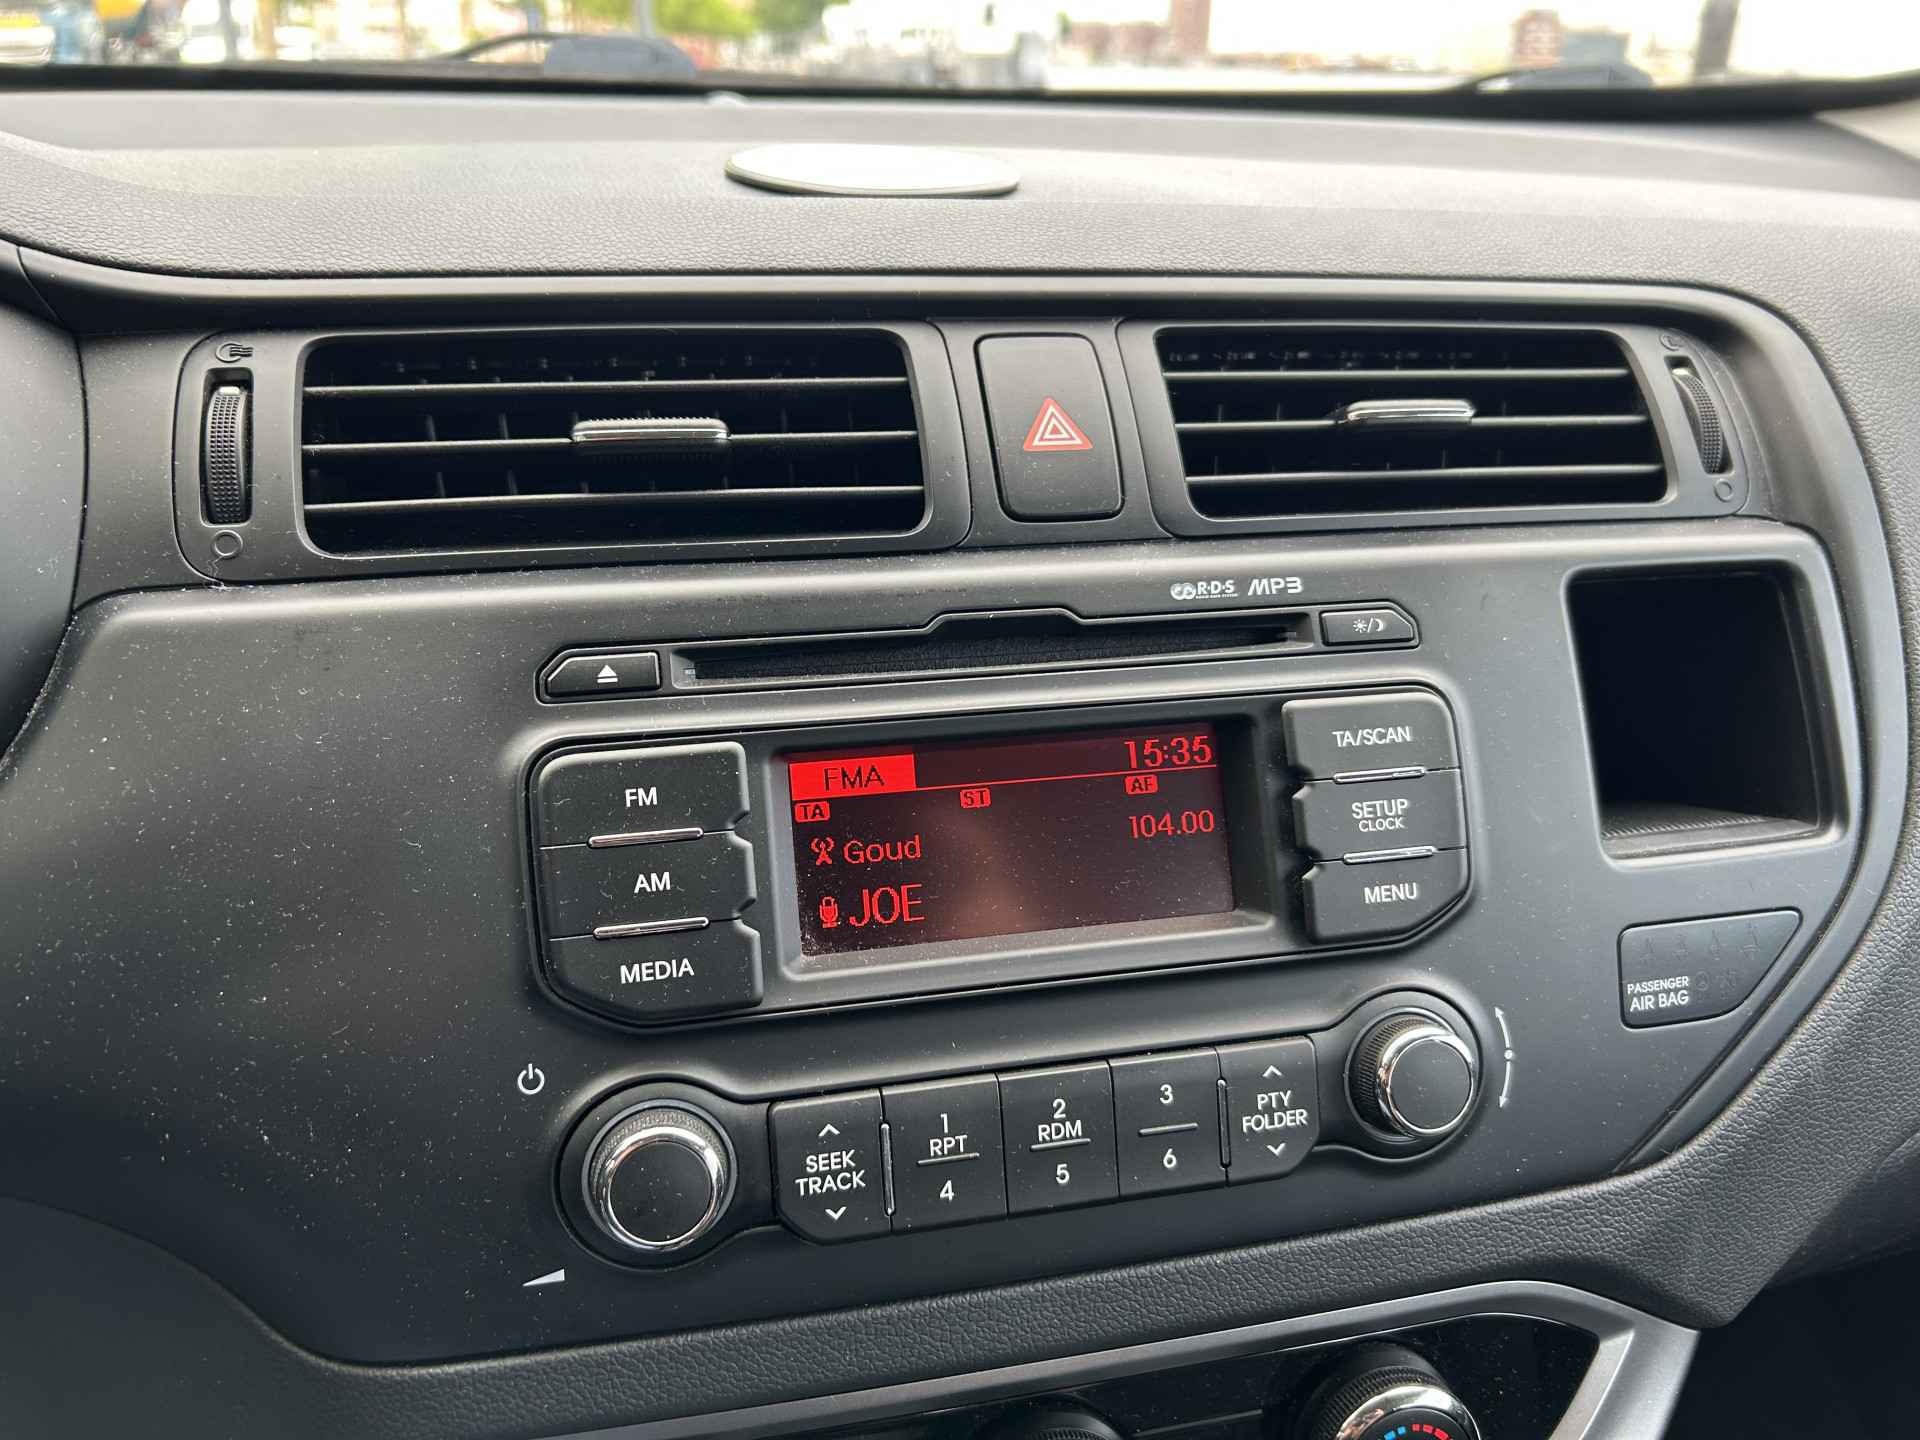 R·D·S MP3
FM
AM
MEDIA
FMA 15:35
TA ST AF
104.00
Goud
JOE
TA/SCAN
SETUP
CLOCK
MENU
PASSENGER
AIR BAG
SEEK
TRACK
1
RPT
4
2
RDM
5
3
6
PTY
FOLDER